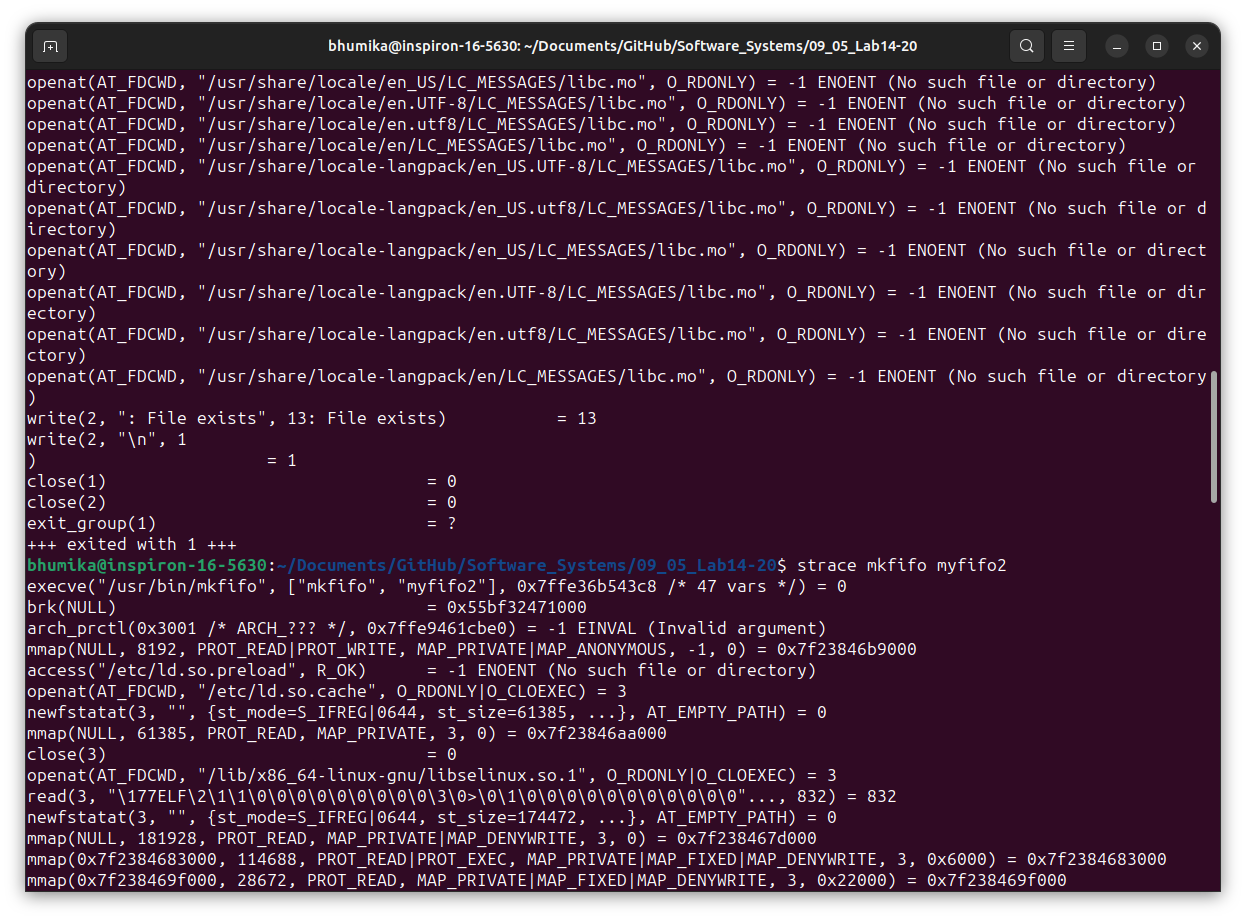 bhumika@inspiron-16-5630: ~/Documents/GitHub/Software_Systems/09_05_Lab14-20
openat(AT_FDCWD, "/usr/share/locale/en_US/LC_MESSAGES/libc.mo", O_RDONLY) = -1 ENOENT (No such file or directory)
openat(AT_FDCWD, "/usr/share/locale/en.UTF-8/LC_MESSAGES/libc.mo", O_RDONLY) = -1 ENOENT (No such file or directory)
openat(AT_FDCWD, "/usr/share/locale/en.utf8/LC_MESSAGES/libc.mo", O_RDONLY) = -1 ENOENT (No such file or directory)
openat(AT_FDCWD, "/usr/share/locale/en/LC_MESSAGES/libc.mo", O_RDONLY) = -1 ENOENT (No such file or directory)
openat(AT_FDCWD, "/usr/share/locale-langpack/en_US.UTF-8/LC_MESSAGES/libc.mo", O_RDONLY) = -1 ENOENT (No such file or
directory)
openat(AT_FDCWD, "/usr/share/locale-langpack/en_US.utf8/LC_MESSAGES/libc.mo", O_RDONLY) = -1 ENOENT (No such file or d
irectory)
openat(AT_FDCWD, "/usr/share/locale-langpack/en_US/LC_MESSAGES/libc.mo", O_RDONLY) = -1 ENOENT (No such file or direct
ory)
openat(AT_FDCWD, "/usr/share/locale-langpack/en.UTF-8/LC_MESSAGES/libc.mo", O_RDONLY) = -1 ENOENT (No such file or dir
ectory)
openat(AT_FDCWD, "/usr/share/locale-langpack/en.utf8/LC_MESSAGES/libc.mo", O_RDONLY) = -1 ENOENT (No such file or dire
ctory)
openat(AT_FDCWD, "/usr/share/locale-langpack/en/LC_MESSAGES/libc.mo", O_RDONLY) = -1 ENOENT (No such file or directory
)
write(2, ": File exists", 13: File exists)           = 13
write(2, "\n", 1
)                       = 1
close(1)                                = 0
close(2)                                = 0
exit_group(1)                           = ?
+++ exited with 1 +++
bhumika@inspiron-16-5630:~/Documents/GitHub/Software_Systems/09_05_Lab14-20$ strace mkfifo myfifo2
execve("/usr/bin/mkfifo", ["mkfifo", "myfifo2"], 0x7ffe36b543c8 /* 47 vars */) = 0
brk(NULL)                               = 0x55bf32471000
arch_prctl(0x3001 /* ARCH_??? */, 0x7ffe9461cbe0) = -1 EINVAL (Invalid argument)
mmap(NULL, 8192, PROT_READ|PROT_WRITE, MAP_PRIVATE|MAP_ANONYMOUS, -1, 0) = 0x7f23846b9000
access("/etc/ld.so.preload", R_OK)      = -1 ENOENT (No such file or directory)
openat(AT_FDCWD, "/etc/ld.so.cache", O_RDONLY|O_CLOEXEC) = 3
newfstatat(3, "", {st_mode=S_IFREG|0644, st_size=61385, ...}, AT_EMPTY_PATH) = 0
mmap(NULL, 61385, PROT_READ, MAP_PRIVATE, 3, 0) = 0x7f23846aa000
close(3)                                = 0
openat(AT_FDCWD, "/lib/x86_64-linux-gnu/libselinux.so.1", O_RDONLY|O_CLOEXEC) = 3
read(3, "\177ELF\2\1\1\0\0\0\0\0\0\0\0\0\3\0>\0\1\0\0\0\0\0\0\0\0\0\0\0"..., 832) = 832
newfstatat(3, "", {st_mode=S_IFREG|0644, st_size=174472, ...}, AT_EMPTY_PATH) = 0
mmap(NULL, 181928, PROT_READ, MAP_PRIVATE|MAP_DENYWRITE, 3, 0) = 0x7f238467d000
mmap(0x7f2384683000, 114688, PROT_READ|PROT_EXEC, MAP_PRIVATE|MAP_FIXED|MAP_DENYWRITE, 3, 0x6000) = 0x7f2384683000
mmap(0x7f238469f000, 28672, PROT_READ, MAP_PRIVATE|MAP_FIXED|MAP_DENYWRITE, 3, 0x22000) = 0x7f238469f000